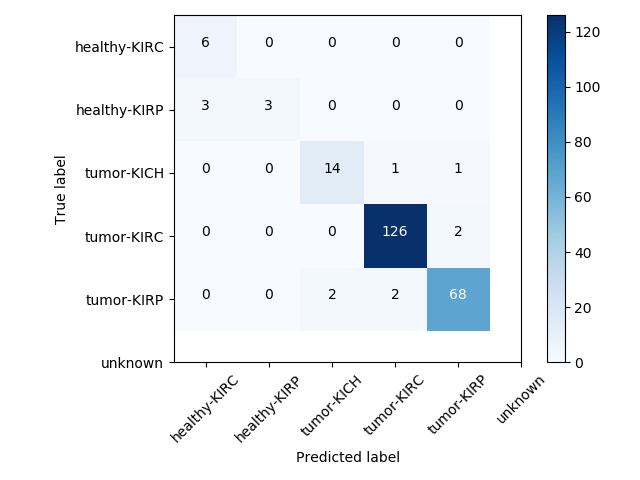 healthy-KIRC 6 0 0 0 0
healthy-KIRP 3 3 0 0 0
tumor-KICH 0 0 14 1 1
tumor-KIRC 0 0 0 126 2
tumor-KIRP 0 0 2 2 68
unknown
healthy-KIRC healthy-KIRP tumor-KICH tumor-KIRC tumor-KIRP unknown
Predicted label
True label
120
100
80
60
40
20
0